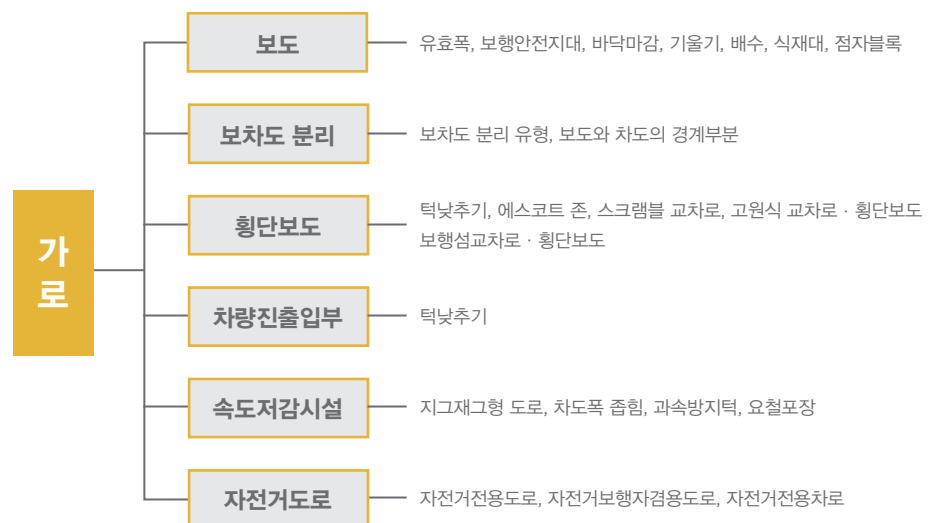 가로
보도
유효폭, 보행안전지대, 바닥마감, 기울기, 배수, 식재대, 점자블록
보차도 분리
보차도 분리 유형, 보도와 차도의 경계부분
횡단보도
턱낮추기, 에스코트 존, 스크램블 교차로, 고원식 교차로 · 횡단보도
보행섬교차로 · 횡단보도
차량진출입부
턱낮추기
속도저감시설
지그재그형 도로, 차도폭 좁힘, 과속방지턱, 요철포장
자전거도로
자전거전용도로, 자전거보행자겸용도로, 자전거전용차로